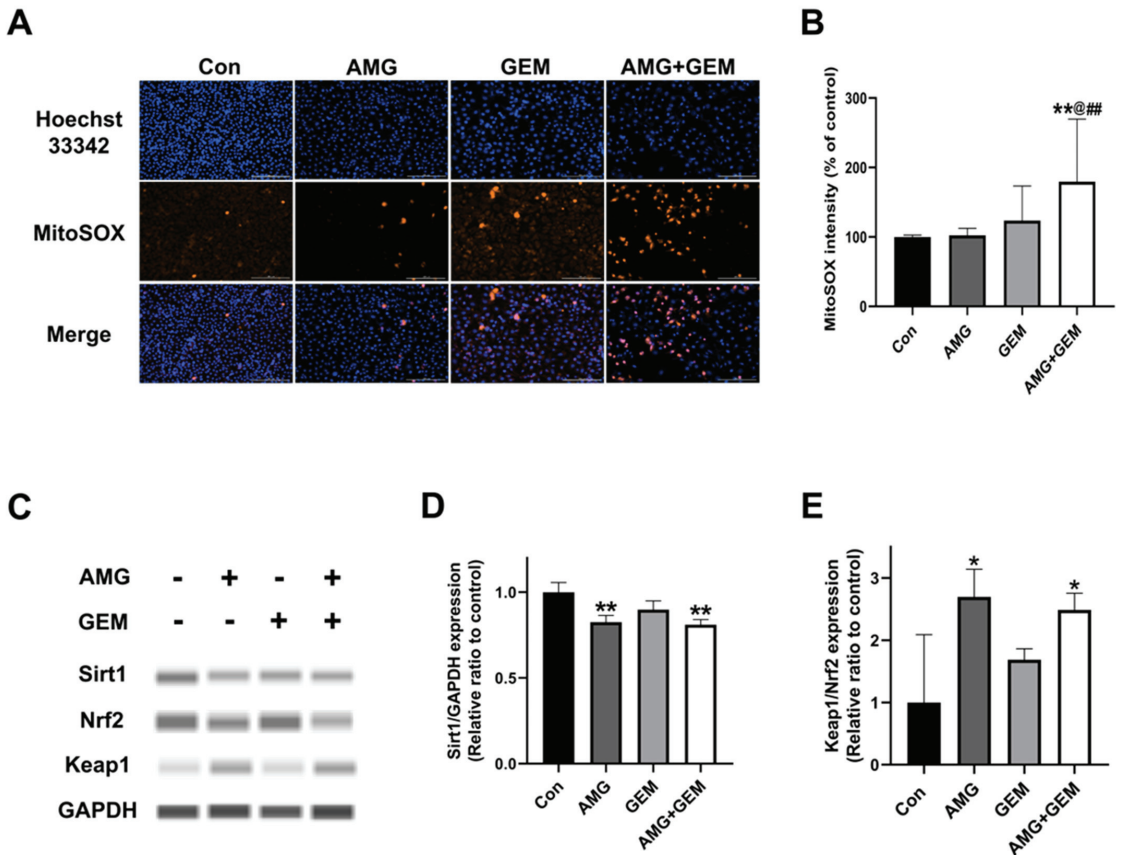 A
Con AMG GEM AMG+GEM
Hoechst
33342
MitoSOX
Merge
B
MitoSOX intensity (% of control)
300
200
100
0
**@##
Con AMG GEM AMG+GEM
C
AMG - + - +
GEM - - + +
Sirt1
Nrf2
Keap1
GAPDH
D
Sirt1/GAPDH expression
(Relative ratio to control)
1.0
0.5
0.0
** **
Con AMG GEM AMG+GEM
E
Keap1/Nrf2 expression
(Relative ratio to control)
3
2
1
0
* *
Con AMG GEM AMG+GEM